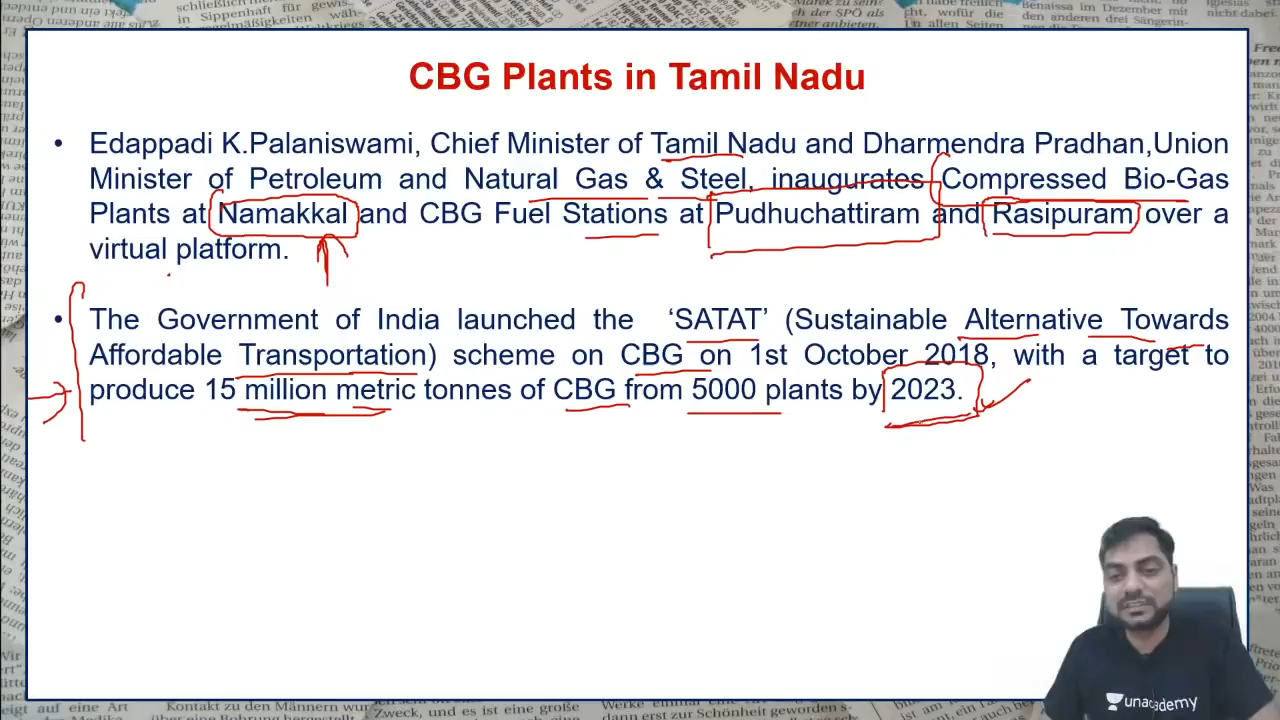 CBG Plants in Tamil Nadu
• Edappadi K.Palaniswami, Chief Minister of Tamil Nadu and Dharmendra Pradhan,Union
Minister of Petroleum and Natural Gas & Steel, inaugurates Compressed Bio-Gas
Plants at Namakkal and CBG Fuel Stations at Pudhuchattiram and Rasipuram over a
virtual platform.
• The Government of India launched the ‘SATAT’ (Sustainable Alternative Towards
Affordable Transportation) scheme on CBG on 1st October 2018, with a target to
produce 15 million metric tonnes of CBG from 5000 plants by 2023.
unacademy